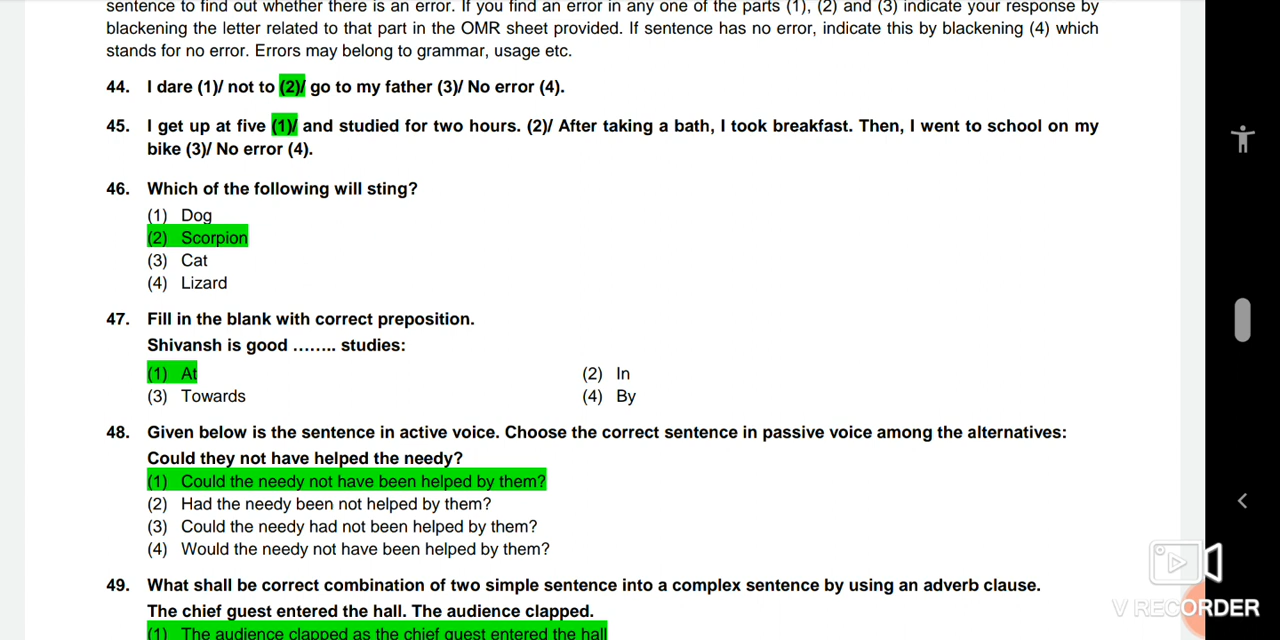 sentence to find out whether there is an error. If you find an error in any one of the parts (1), (2) and (3) indicate your response by
blackening the letter related to that part in the OMR sheet provided. If sentence has no error, indicate this by blackening (4) which
stands for no error. Errors may belong to grammar, usage etc.
44. I dare (1)/ not to (2)/ go to my father (3)/ No error (4).
45. I get up at five (1)/ and studied for two hours. (2)/ After taking a bath, I took breakfast. Then, I went to school on my
bike (3)/ No error (4).
46. Which of the following will sting?
(1) Dog
(2) Scorpion
(3) Cat
(4) Lizard
47. Fill in the blank with correct preposition.
Shivansh is good …….. studies:
(1) At (2) In
(3) Towards (4) By
48. Given below is the sentence in active voice. Choose the correct sentence in passive voice among the alternatives:
Could they not have helped the needy?
(1) Could the needy not have been helped by them?
(2) Had the needy been not helped by them?
(3) Could the needy had not been helped by them?
(4) Would the needy not have been helped by them?
49. What shall be correct combination of two simple sentence into a complex sentence by using an adverb clause.
The chief guest entered the hall. The audience clapped.
(1) The audience clapped as the chief guest entered the hall
V RECORDER